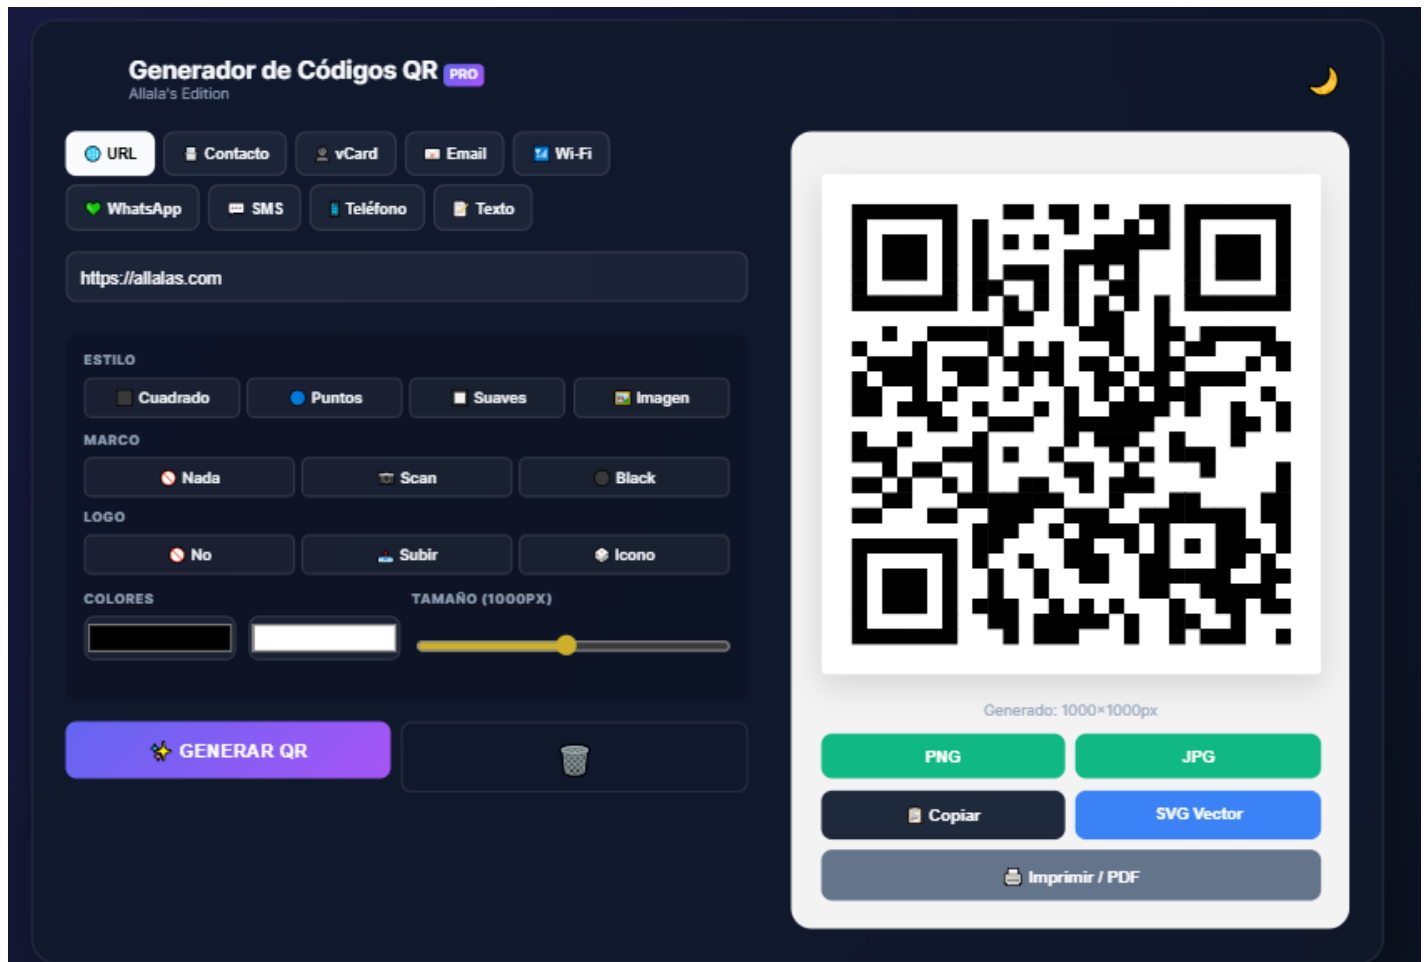 Generador de Códigos QR PRO
Allala's Edition
URL
Contacto
vCard
Email
Wi-Fi
WhatsApp
SMS
Teléfono
Texto
https://allalas.com
ESTILO
Cuadrado
Puntos
Suaves
Imagen
MARCO
Nada
Scan
Black
LOGO
No
Subir
Icono
COLORES
TAMAÑO (1000PX)
GENERAR QR
Generado: 1000×1000px
PNG
JPG
Copiar
SVG Vector
Imprimir / PDF